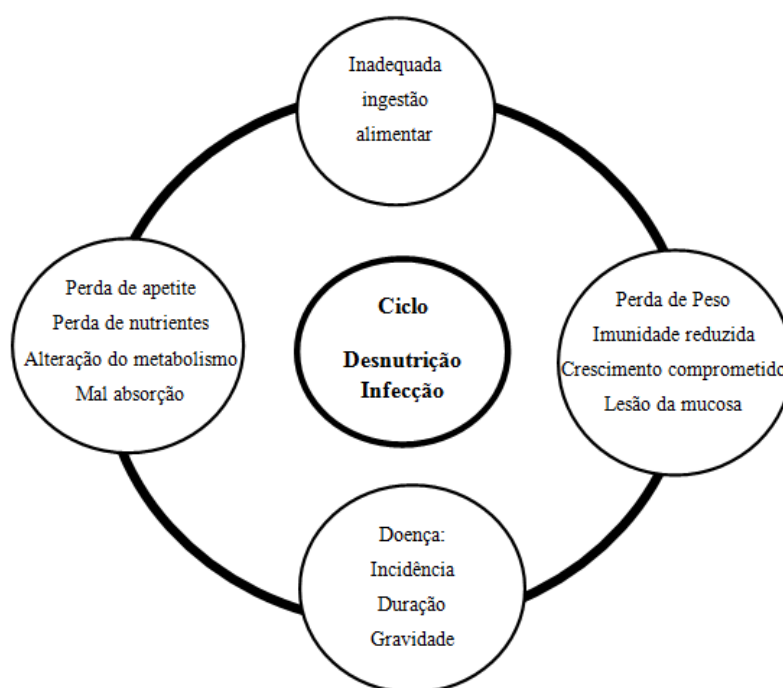 Inadequada
ingestão
alimentar
Perda de apetite
Perda de nutrientes
Alteração do metabolismo
Mal absorção
Ciclo
Desnutrição
Infecção
Perda de Peso
Imunidade reduzida
Crescimento comprometido
Lesão da mucosa
Doença:
Incidência
Duração
Gravidade